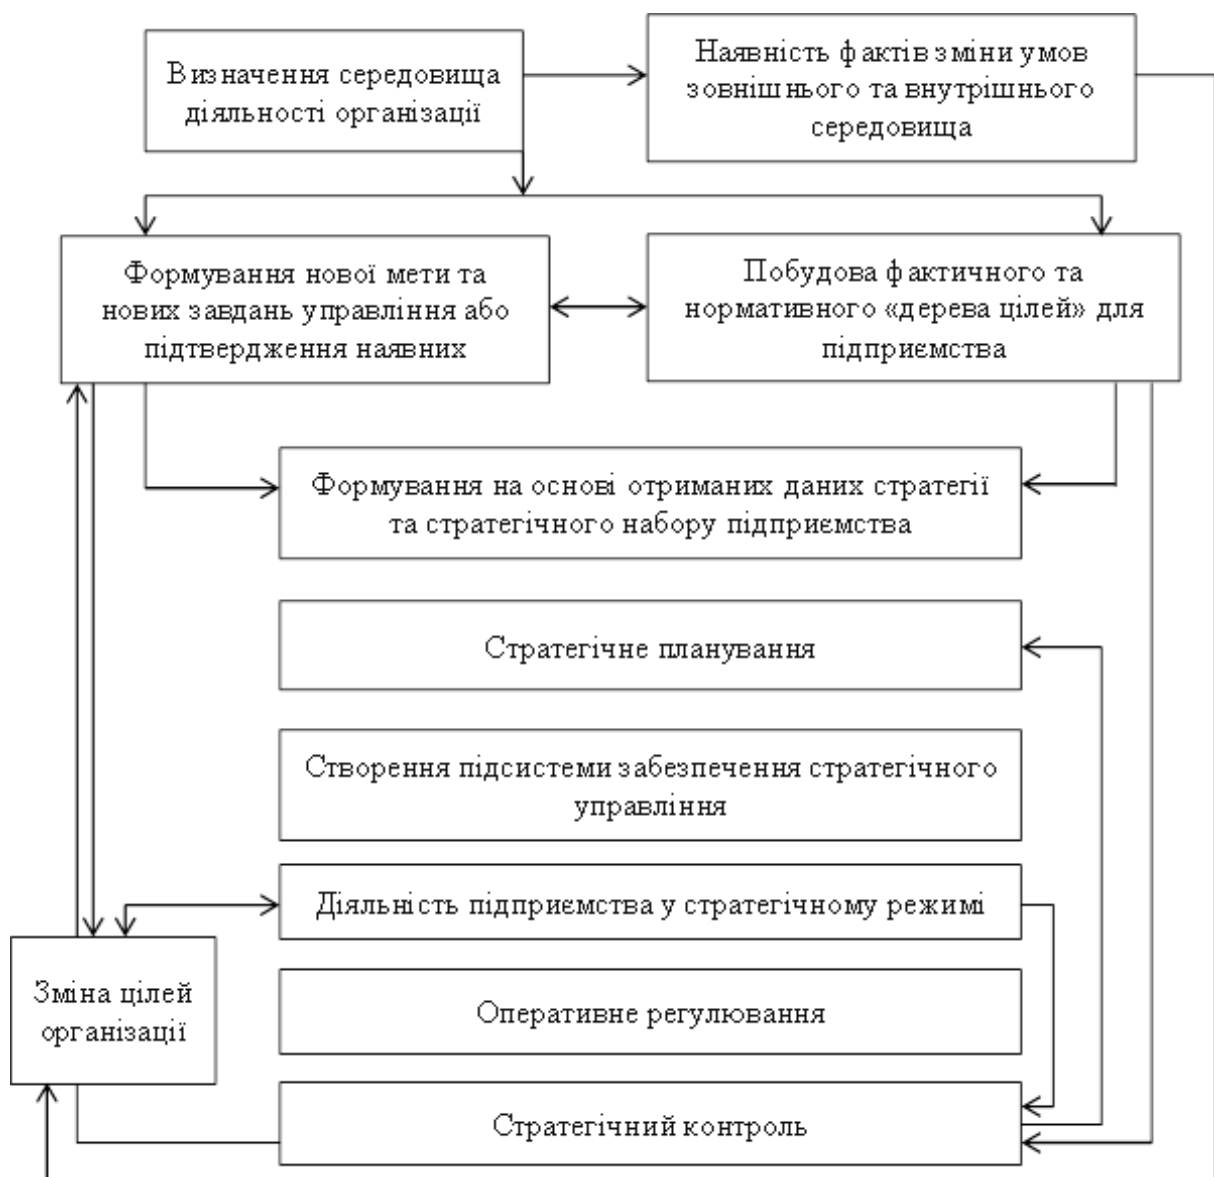 Визначення середовища
діяльності організації
Наявність фактів зміни умов
зовнішнього та внутрішнього
середовища
Формування нової мети та
нових завдань управління або
підтвердження наявних
Побудова фактичного та
нормативного «дерева цілей» для
підприємства
Формування на основі отриманих даних стратегії
та стратегічного набору підприємства
Стратегічне планування
Створення підсистеми забезпечення стратегічного
управління
Діяльність підприємства у стратегічному режимі
Зміна цілей
організації
Оперативне регулювання
Стратегічний контроль